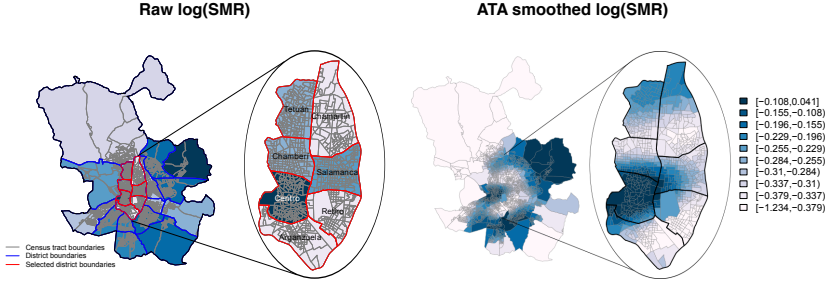 Raw log(SMR)
ATA smoothed log(SMR)
Tetuán
Chamartín
Chamberí
Salamanca
Centro
Retiro
Arganzuela
Census tract boundaries
District boundaries
Selected district boundaries
[−0.108,0.041]
[−0.155,−0.108)
[−0.196,−0.155)
[−0.229,−0.196)
[−0.255,−0.229)
[−0.284,−0.255)
[−0.31,−0.284)
[−0.337,−0.31)
[−0.379,−0.337)
[−1.234,−0.379)